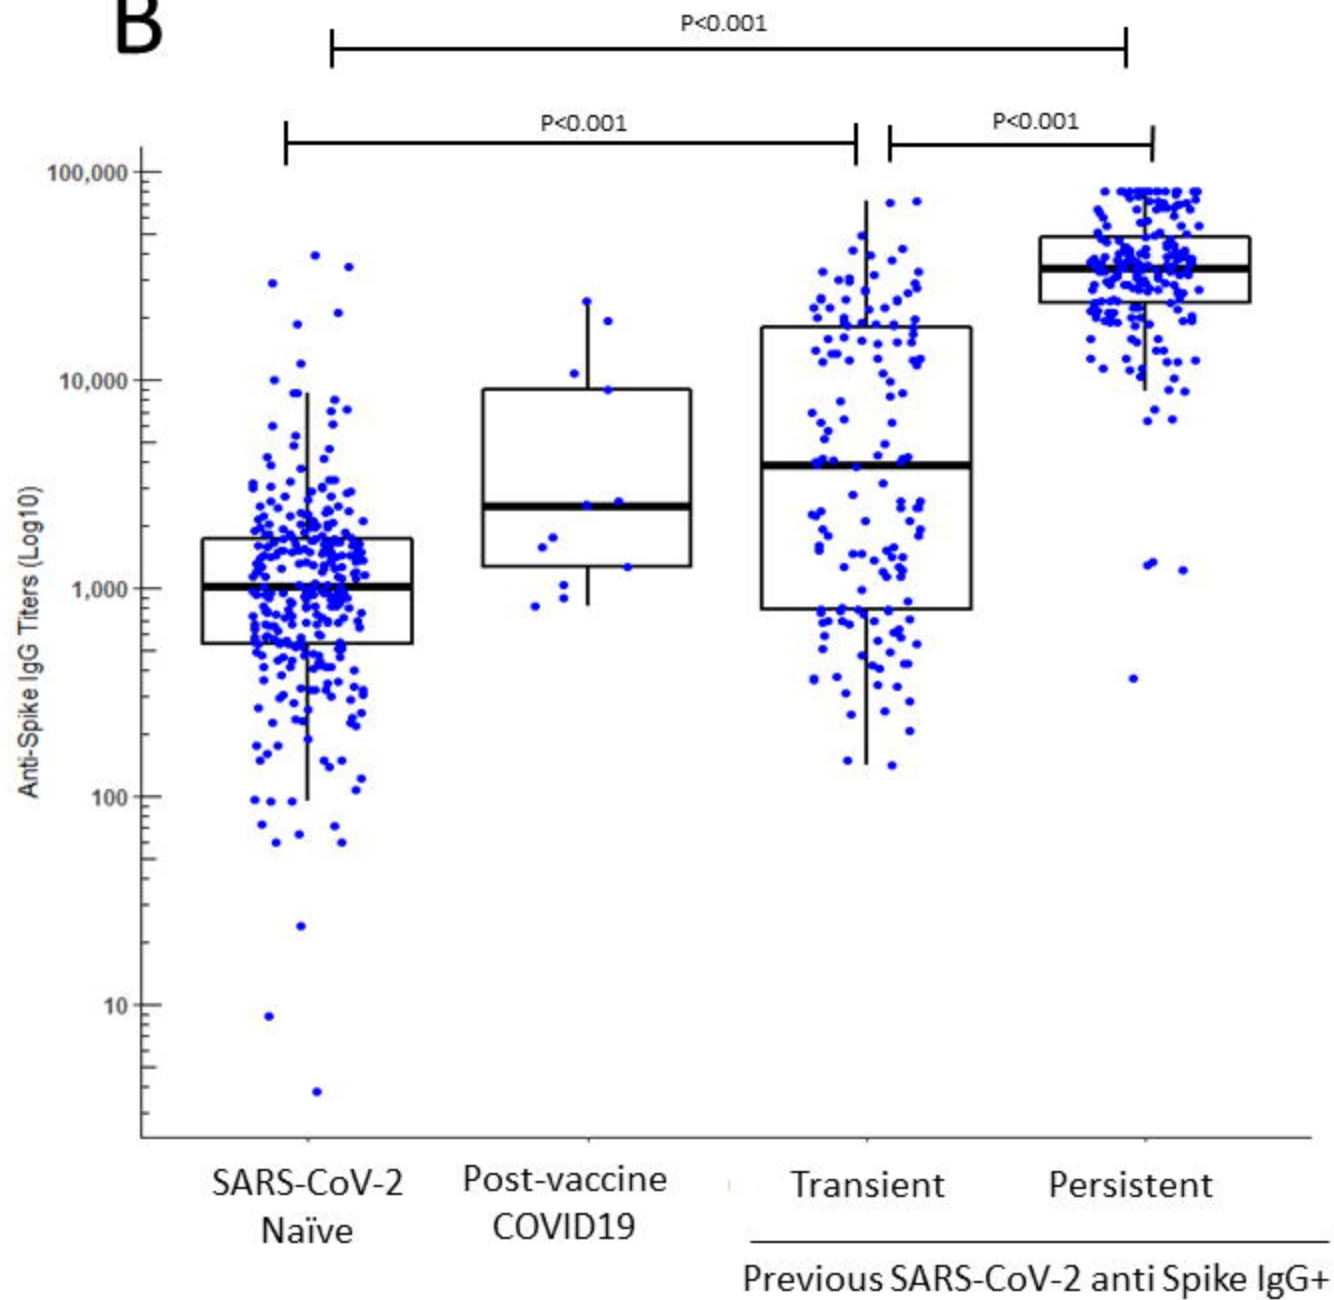 B
P<0.001
P<0.001
P<0.001
100,000
10,000
1,000
100
10
Anti-Spike IgG Titers (Log10)
SARS-CoV-2
Naïve
Post-vaccine
COVID19
Transient
Persistent
Previous SARS-CoV-2 anti Spike IgG+